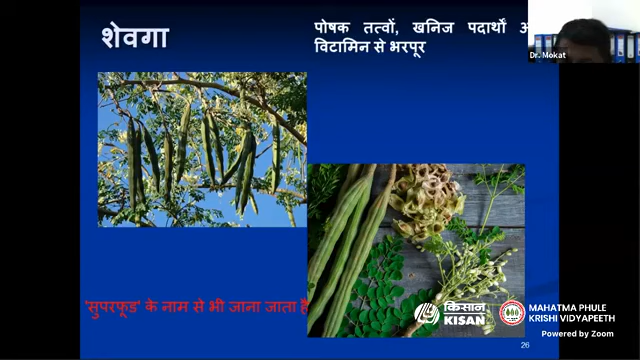 शेवगा
पोषक तत्वों, खनिज पदार्थों
विटामिन से भरपूर
Dr. Mokat
'सुपरफूड' के नाम से भी जाना जाता है
किसान
KISAN
MAHATMA PHULE
KRISHI VIDYAPEETH
Powered by Zoom
26